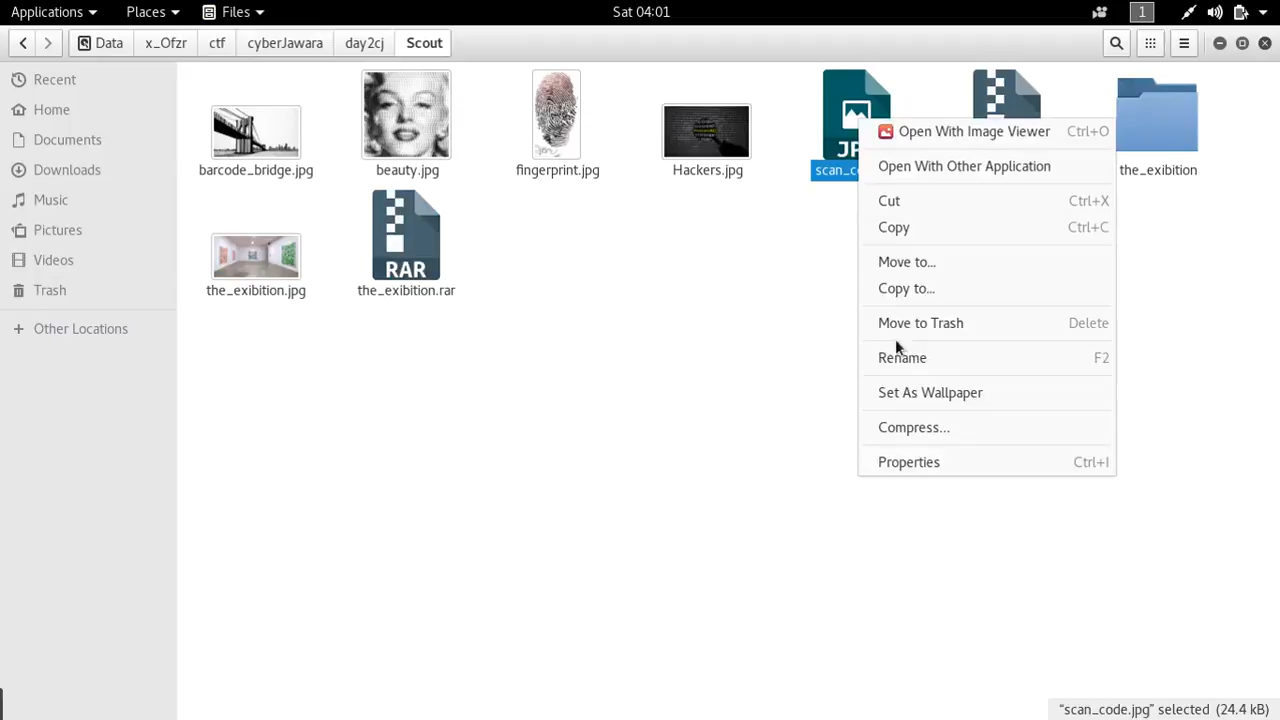 Applications Places Files Sat 04:01 1
Data x_Ofzr ctf cyberJawara day2cj Scout
Recent
Home
Documents
Downloads
Music
Pictures
Videos
Trash
+ Other Locations
barcode_bridge.jpg beauty.jpg fingerprint.jpg Hackers.jpg scan_c the_exibition
JP
the_exibition.jpg the_exibition.rar
RAR
Open With Image Viewer Ctrl+O
Open With Other Application
Cut Ctrl+X
Copy Ctrl+C
Move to...
Copy to...
Move to Trash Delete
Rename F2
Set As Wallpaper
Compress...
Properties Ctrl+I
"scan_code.jpg" selected (24.4 kB)